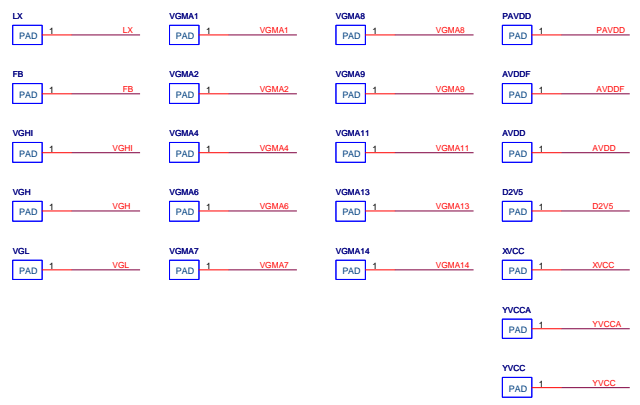 LX VGMA1 VGMA8 PAVDD
PAD 1 LX PAD 1 VGMA1 PAD 1 VGMA8 PAD 1 PAVDD
FB VGMA2 VGMA9 AVDDF
PAD 1 FB PAD 1 VGMA2 PAD 1 VGMA9 PAD 1 AVDDF
VGHI VGMA4 VGMA11 AVDD
PAD 1 VGHI PAD 1 VGMA4 PAD 1 VGMA11 PAD 1 AVDD
VGH VGMA6 VGMA13 D2V5
PAD 1 VGH PAD 1 VGMA6 PAD 1 VGMA13 PAD 1 D2V5
VGL VGMA7 VGMA14 XVCC
PAD 1 VGL PAD 1 VGMA7 PAD 1 VGMA14 PAD 1 XVCC
YVCCA
PAD 1 YVCCA
YVCC
PAD 1 YVCC